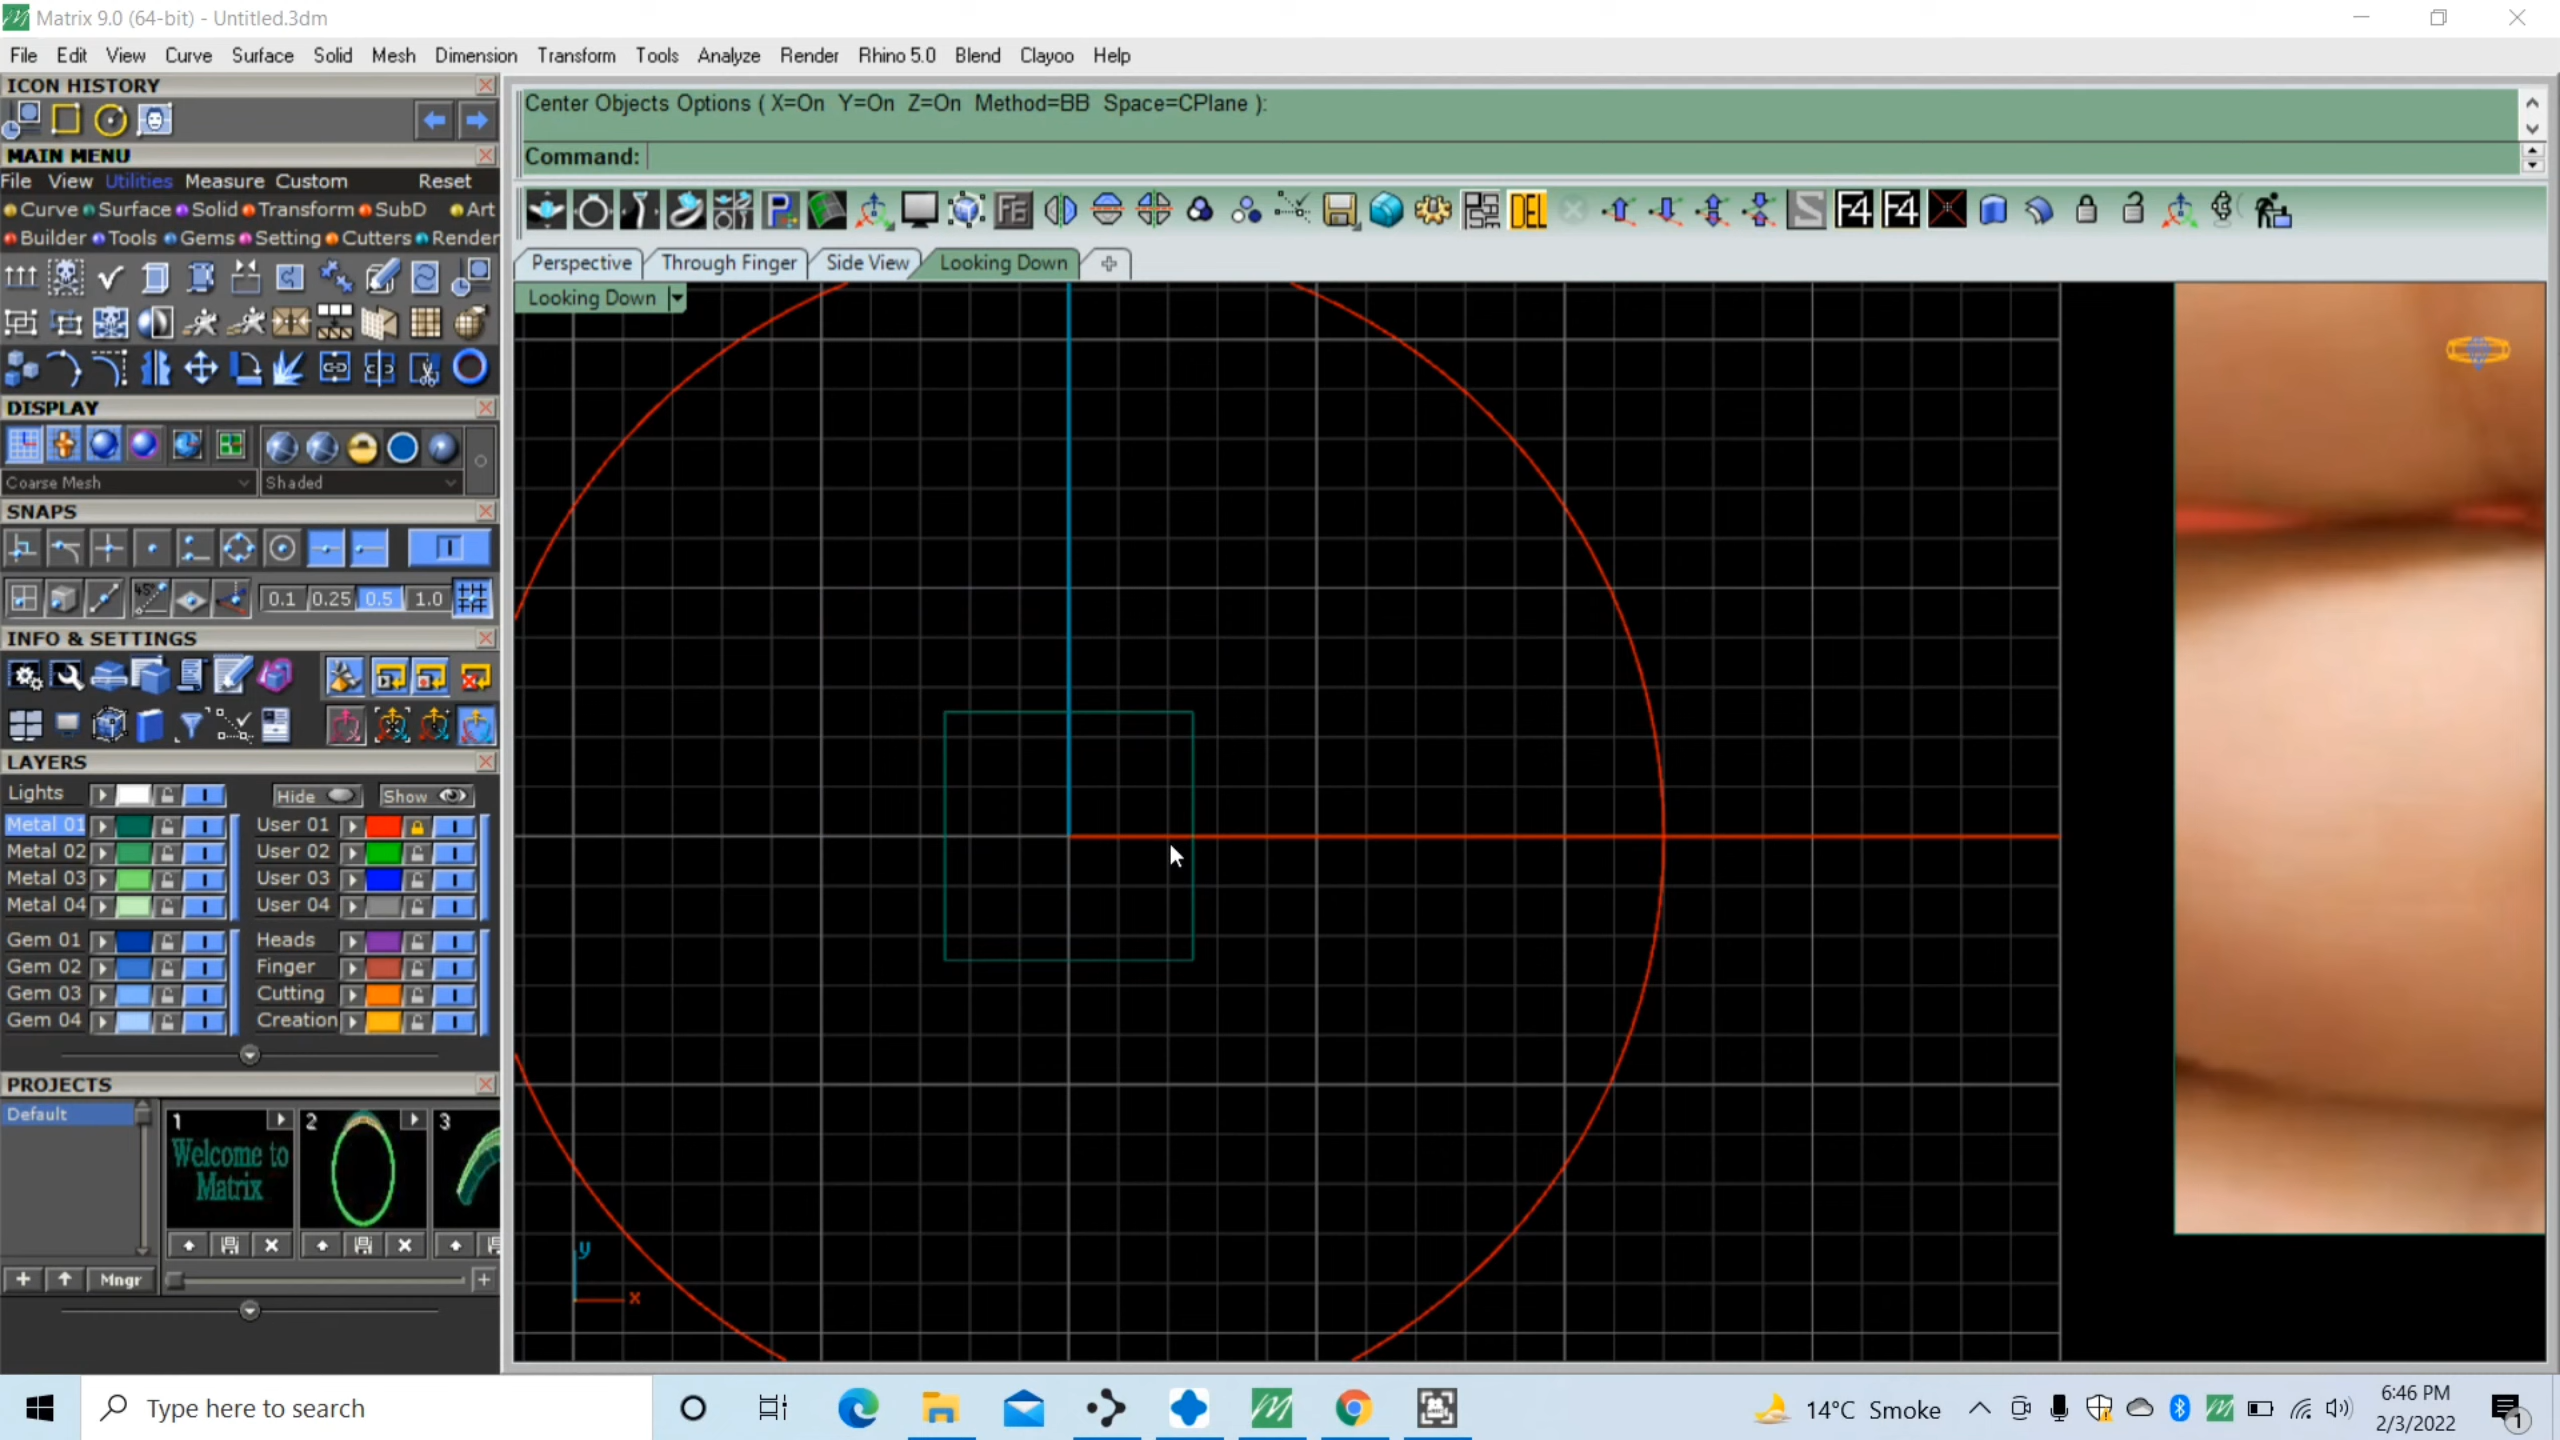 Matrix 9.0 (64-bit) - Untitled.3dm
File Edit View Curve Surface Solid Mesh Dimension Transform Tools Analyze Render Rhino 5.0 Blend Clayoo Help
ICON HISTORY
MAIN MENU
File View Utilities Measure Custom Reset
Curve Surface Solid Transform SubD Art
Builder Tools Gems Setting Cutters Render
DISPLAY
Coarse Mesh Shaded
SNAPS
45°
0.1 0.25 0.5 1.0
INFO & SETTINGS
LAYERS
Lights Hide Show
Metal 01 User 01
Metal 02 User 02
Metal 03 User 03
Metal 04 User 04
Gem 01 Heads
Gem 02 Finger
Gem 03 Cutting
Gem 04 Creation
PROJECTS
Default
1 2 3
Welcome to
Matrix
+ Mngr +
Center Objects Options ( X=On Y=On Z=On Method=BB Space=CPlane ):
Command:
P F6 DEL S F4 F4
Perspective Through Finger Side View Looking Down
Looking Down
y
x
Type here to search
14°C Smoke
6:46 PM
2/3/2022
1